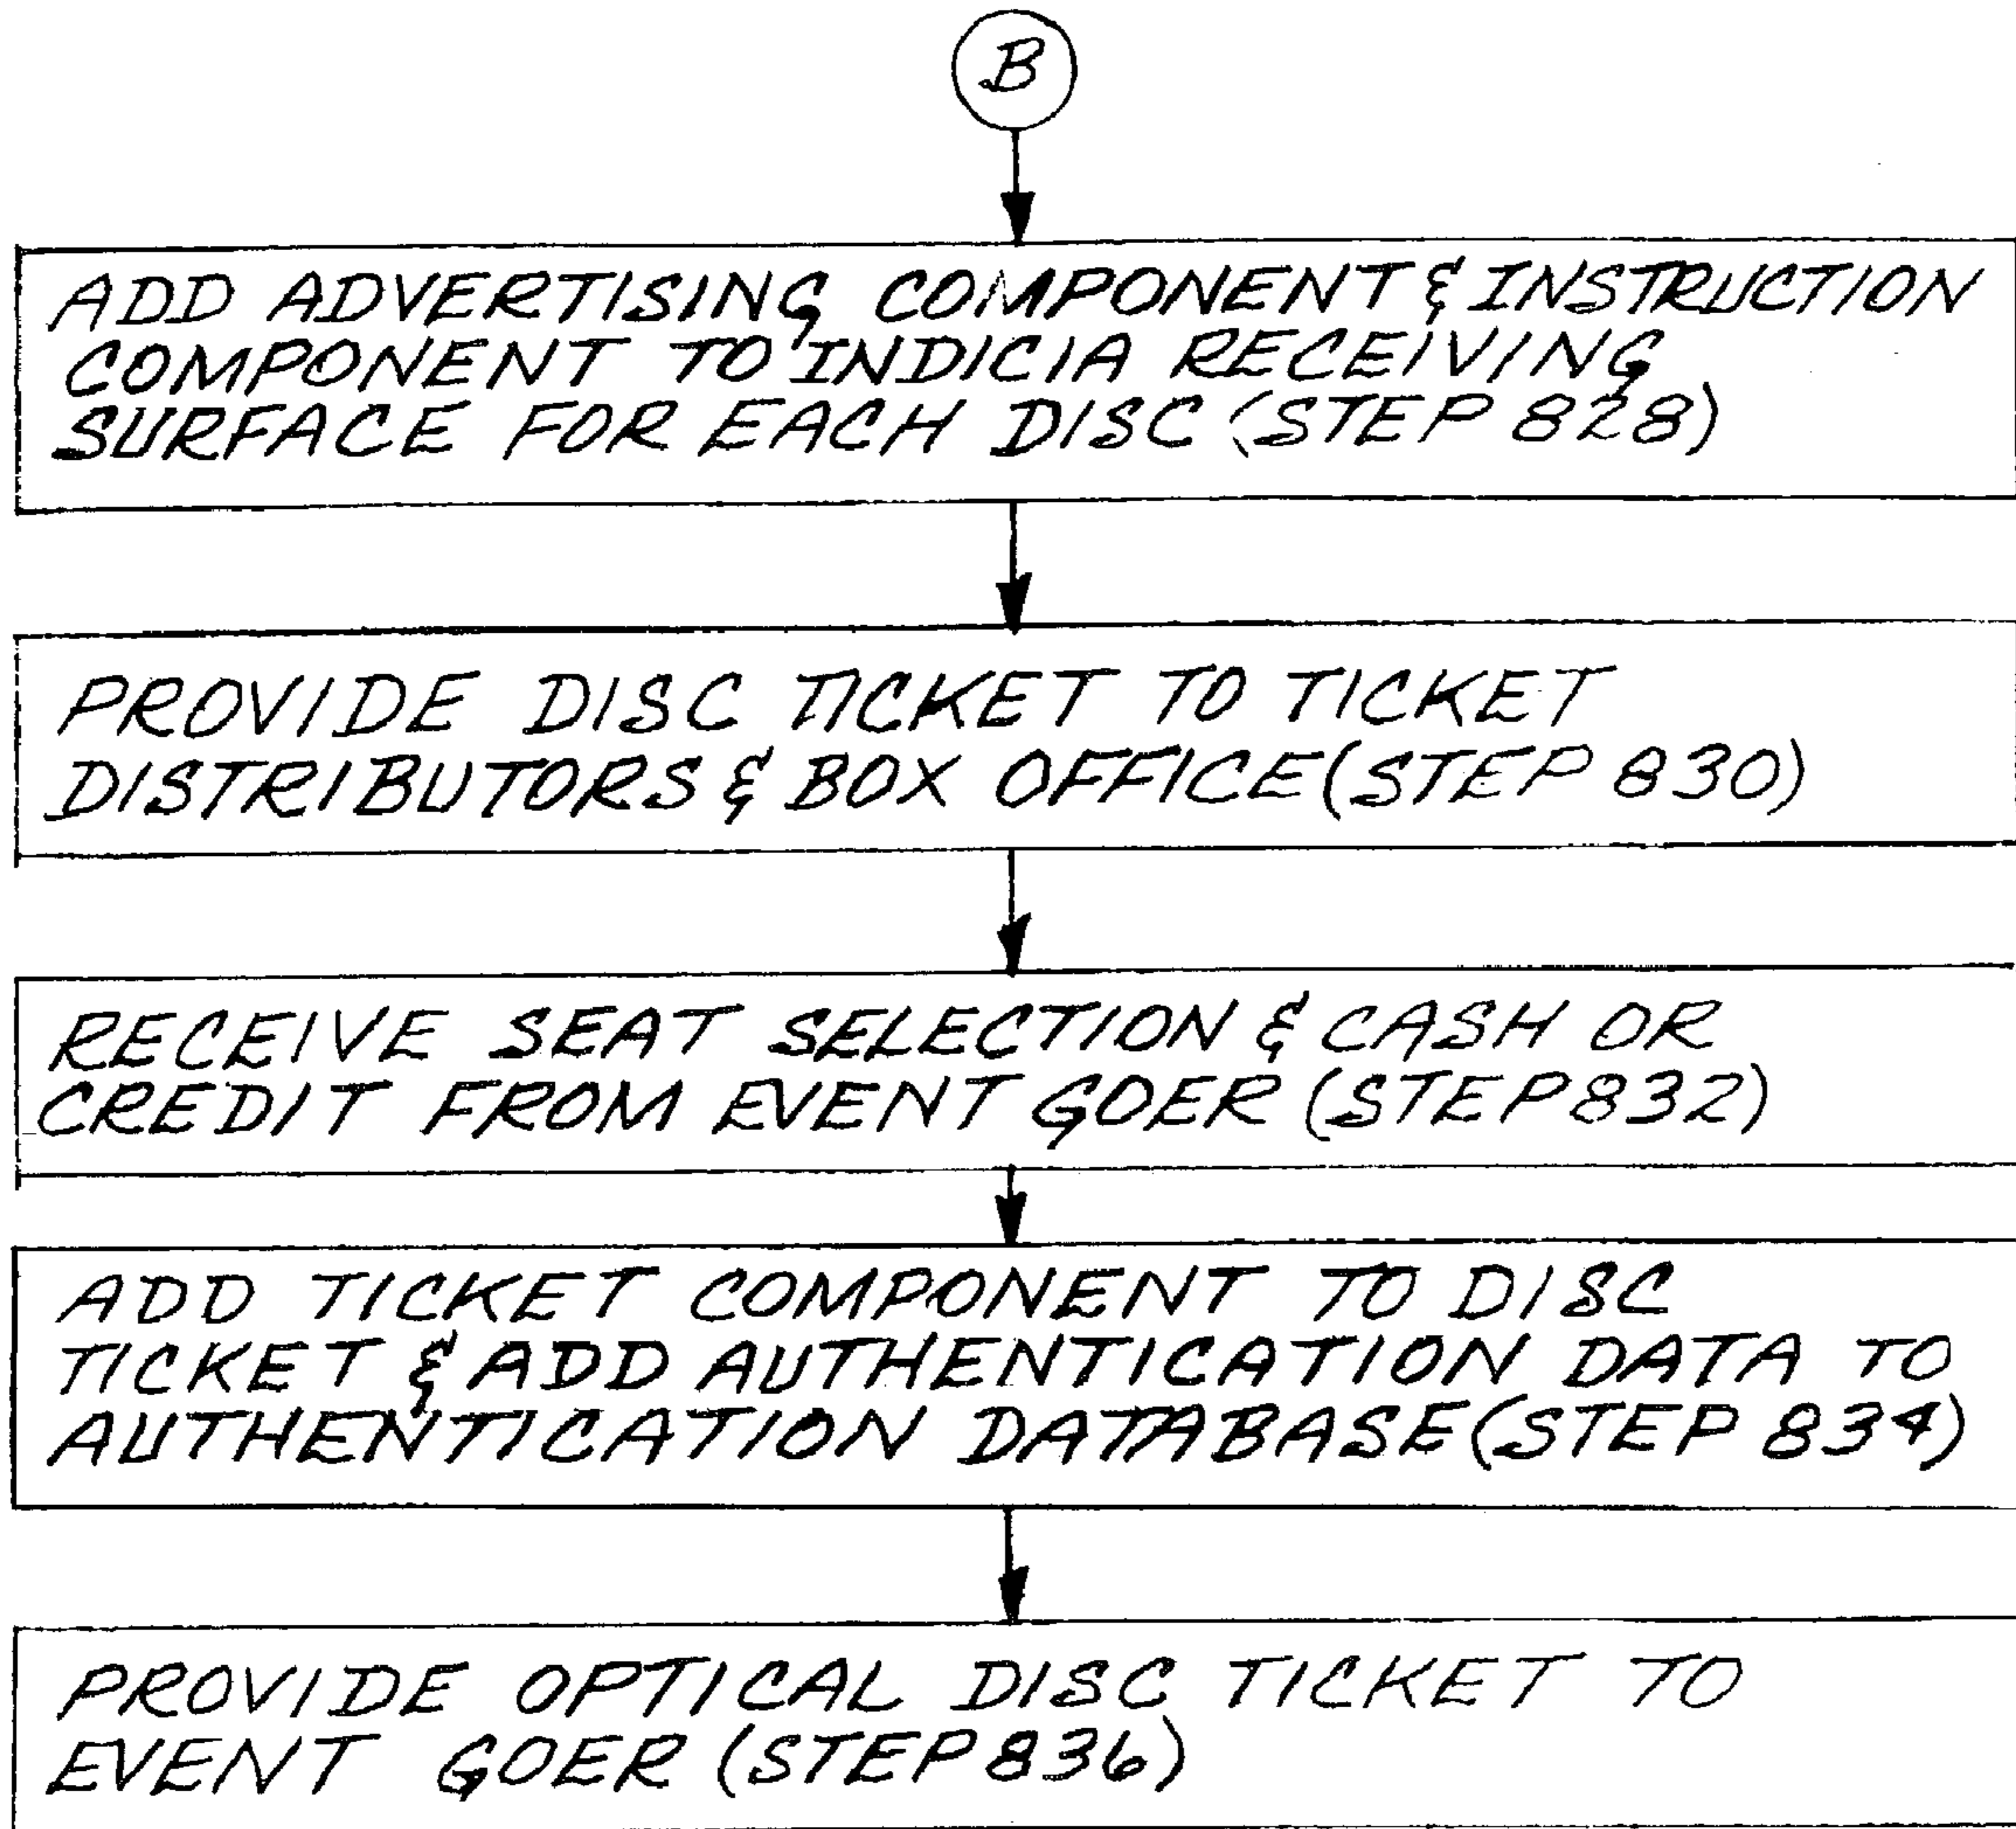 B
ADD ADVERTISING COMPONENT & INSTRUCTION
COMPONENT TO INDICIA RECEIVING
SURFACE FOR EACH DISC (STEP 828)
PROVIDE DISC TICKET TO TICKET
DISTRIBUTORS & BOX OFFICE (STEP 830)
RECEIVE SEAT SELECTION & CASH OR
CREDIT FROM EVENT GOER (STEP 832)
ADD TICKET COMPONENT TO DISC
TICKET & ADD AUTHENTICATION DATA TO
AUTHENTICATION DATABASE (STEP 834)
PROVIDE OPTICAL DISC TICKET TO
EVENT GOER (STEP 836)